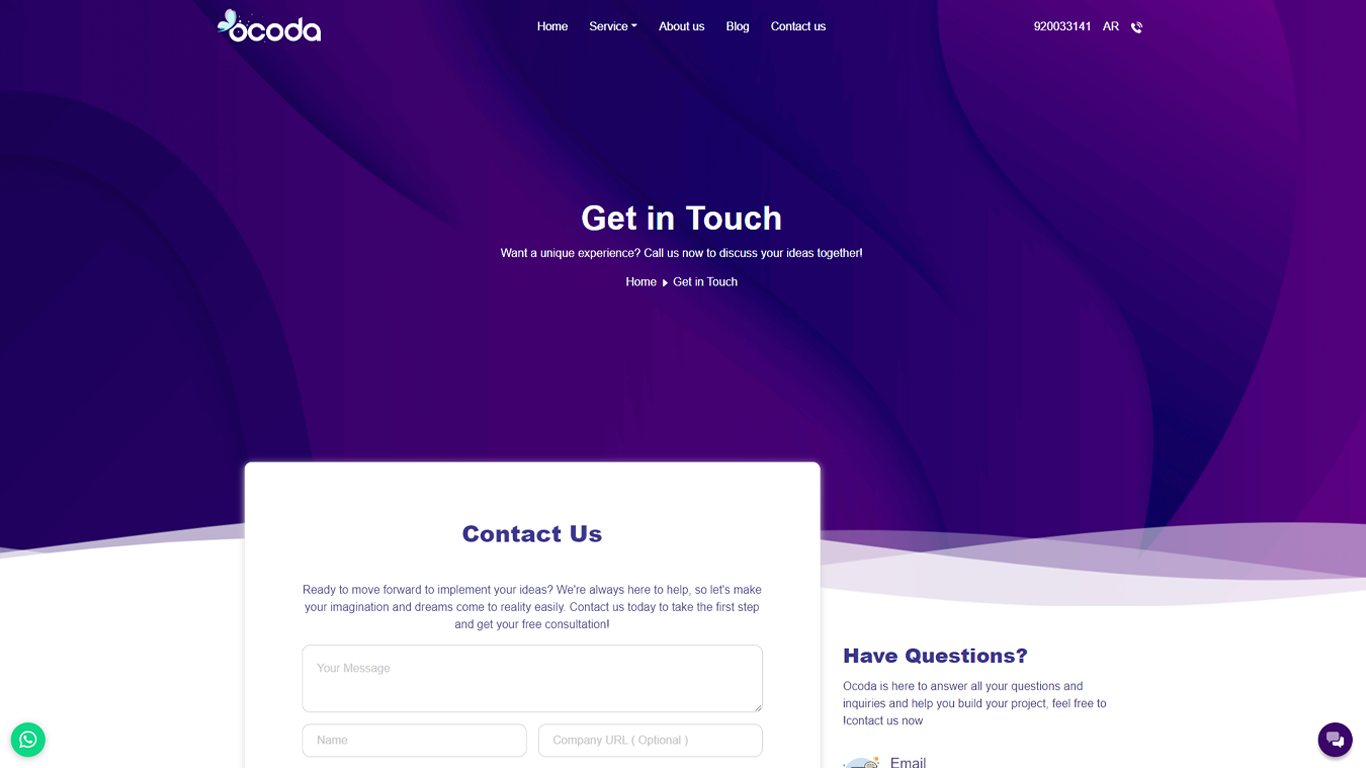 ocoda
Home Service About us Blog Contact us
920033141 AR
Get in Touch
Want a unique experience? Call us now to discuss your ideas together!
Home Get in Touch
Contact Us
Ready to move forward to implement your ideas? We're always here to help, so let's make
your imagination and dreams come to reality easily. Contact us today to take the first step
and get your free consultation!
Your Message
Name
Company URL ( Optional )
Have Questions?
Ocoda is here to answer all your questions and
inquiries and help you build your project, feel free to
!contact us now
Email